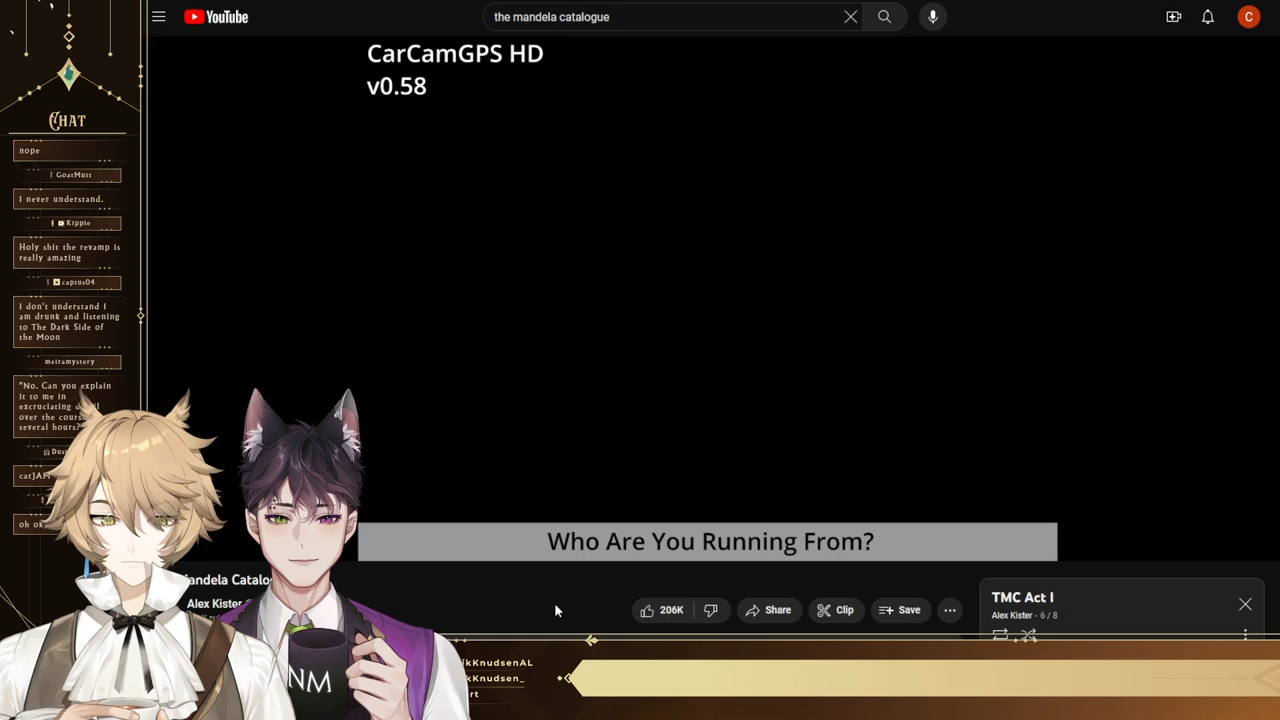 YouTube
the mandela catalogue
C
CarCamGPS HD
v0.58
Chat
nope
GoatMutt
I never understand.
Kippie
Holy shit the revamp is
really amazing
captus04
I don't understand I
am drunk and listening
to The Dark Side of
the Moon
meiramystery
"No. Can you explain
it to me in
excruciating
over the
several hours?
catJAM
oh ok
Who Are You Running From?
Alex Kister
206K
Share
Clip
Save
TMC Act I
Alex Kister - 6 / 8
NM